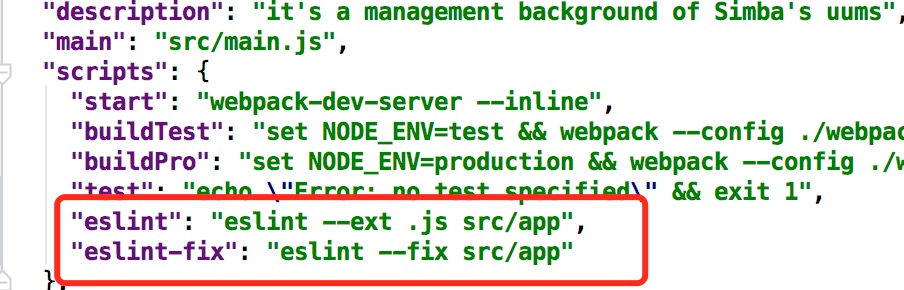 "description": "it's a management background of Simba's uums",
"main": "src/main.js",
"scripts": {
"start": "webpack-dev-server --inline",
"buildTest": "set NODE_ENV=test && webpack --config ./webpac
"buildPro": "set NODE_ENV=production && webpack --config ./w
"test": "echo \"Error: no test specified\" && exit 1",
"eslint": "eslint --ext .js src/app",
"eslint-fix": "eslint --fix src/app"
},